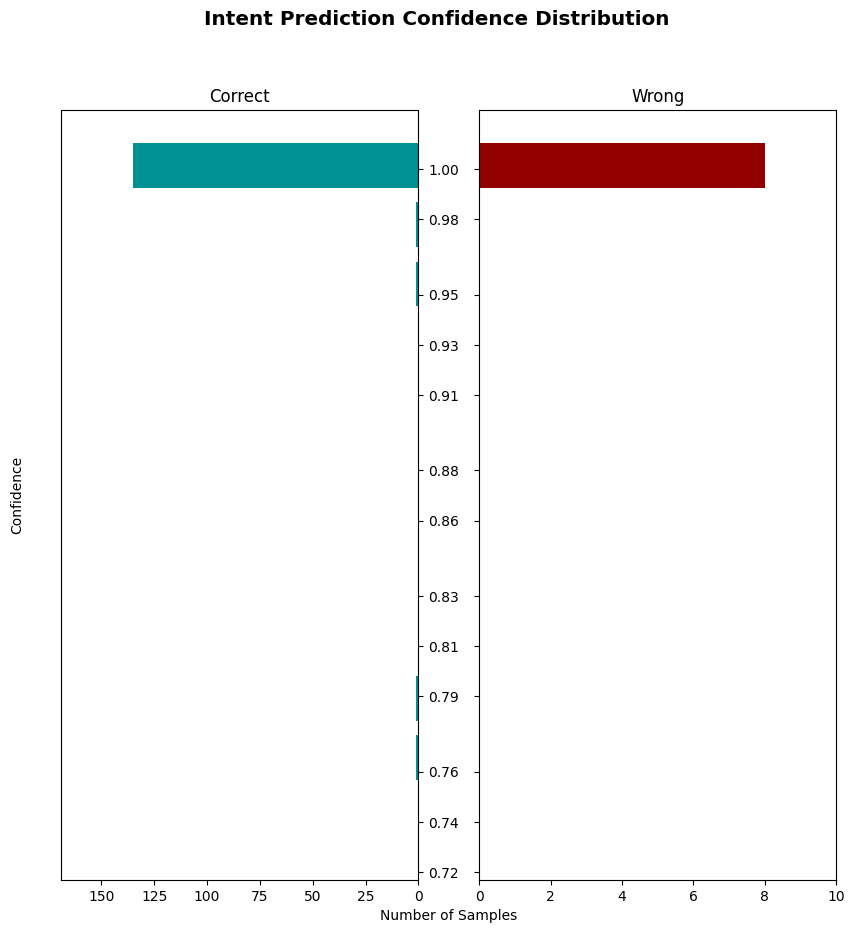 Intent Prediction Confidence Distribution
Correct
Wrong
Confidence
1.00
0.98
0.95
0.93
0.91
0.88
0.86
0.83
0.81
0.79
0.76
0.74
0.72
150 125 100 75 50 25 0
0 2 4 6 8 10
Number of Samples